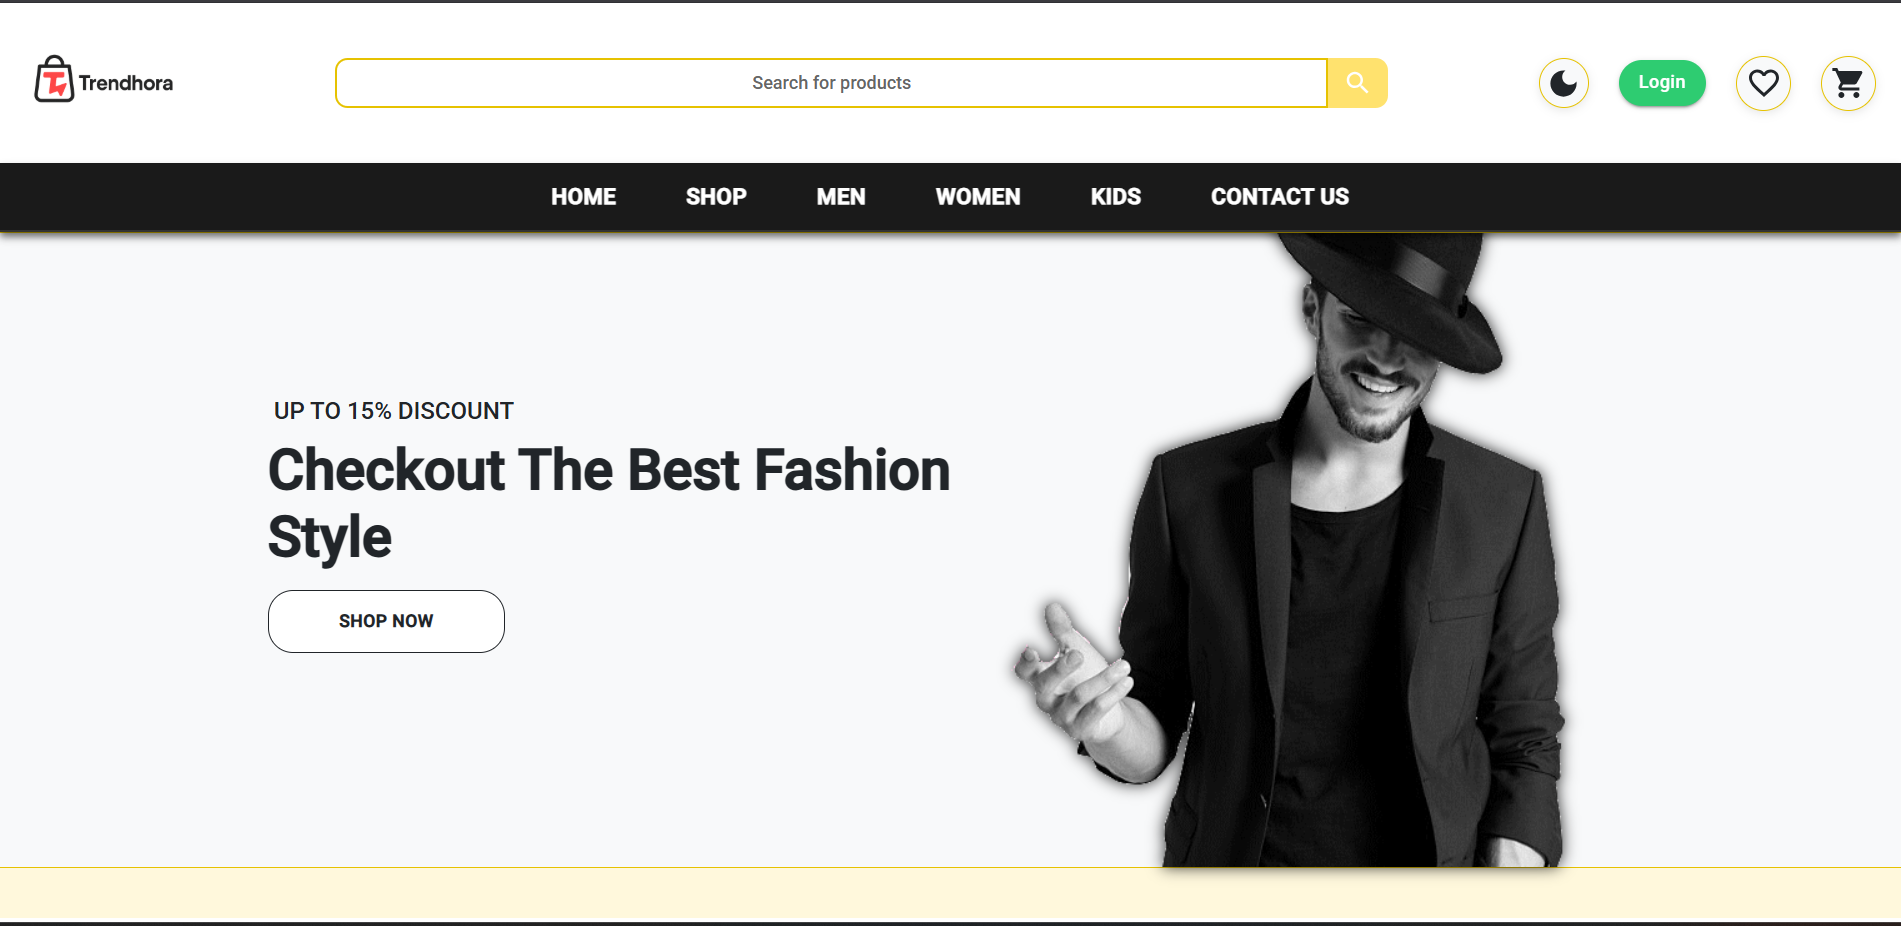 Trendhora
Search for products
Login
HOME SHOP MEN WOMEN KIDS CONTACT US
UP TO 15% DISCOUNT
Checkout The Best Fashion
Style
SHOP NOW